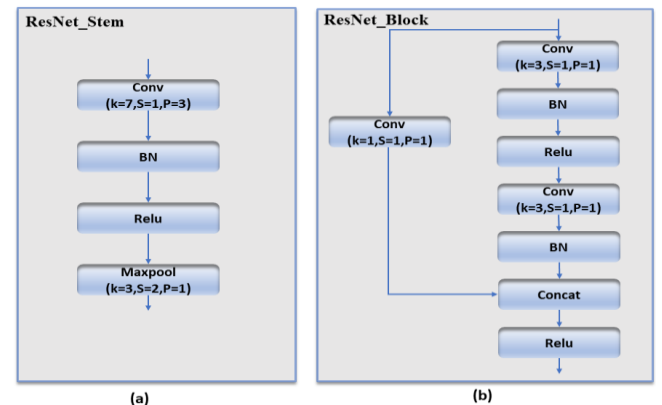 ResNet_Stem
Conv
(k=7,S=1,P=3)
BN
Relu
Maxpool
(k=3,S=2,P=1)
(a)
ResNet_Block
Conv
(k=3,S=1,P=1)
BN
Relu
Conv
(k=3,S=1,P=1)
BN
Concat
Relu
Conv
(k=1,S=1,P=1)
(b)